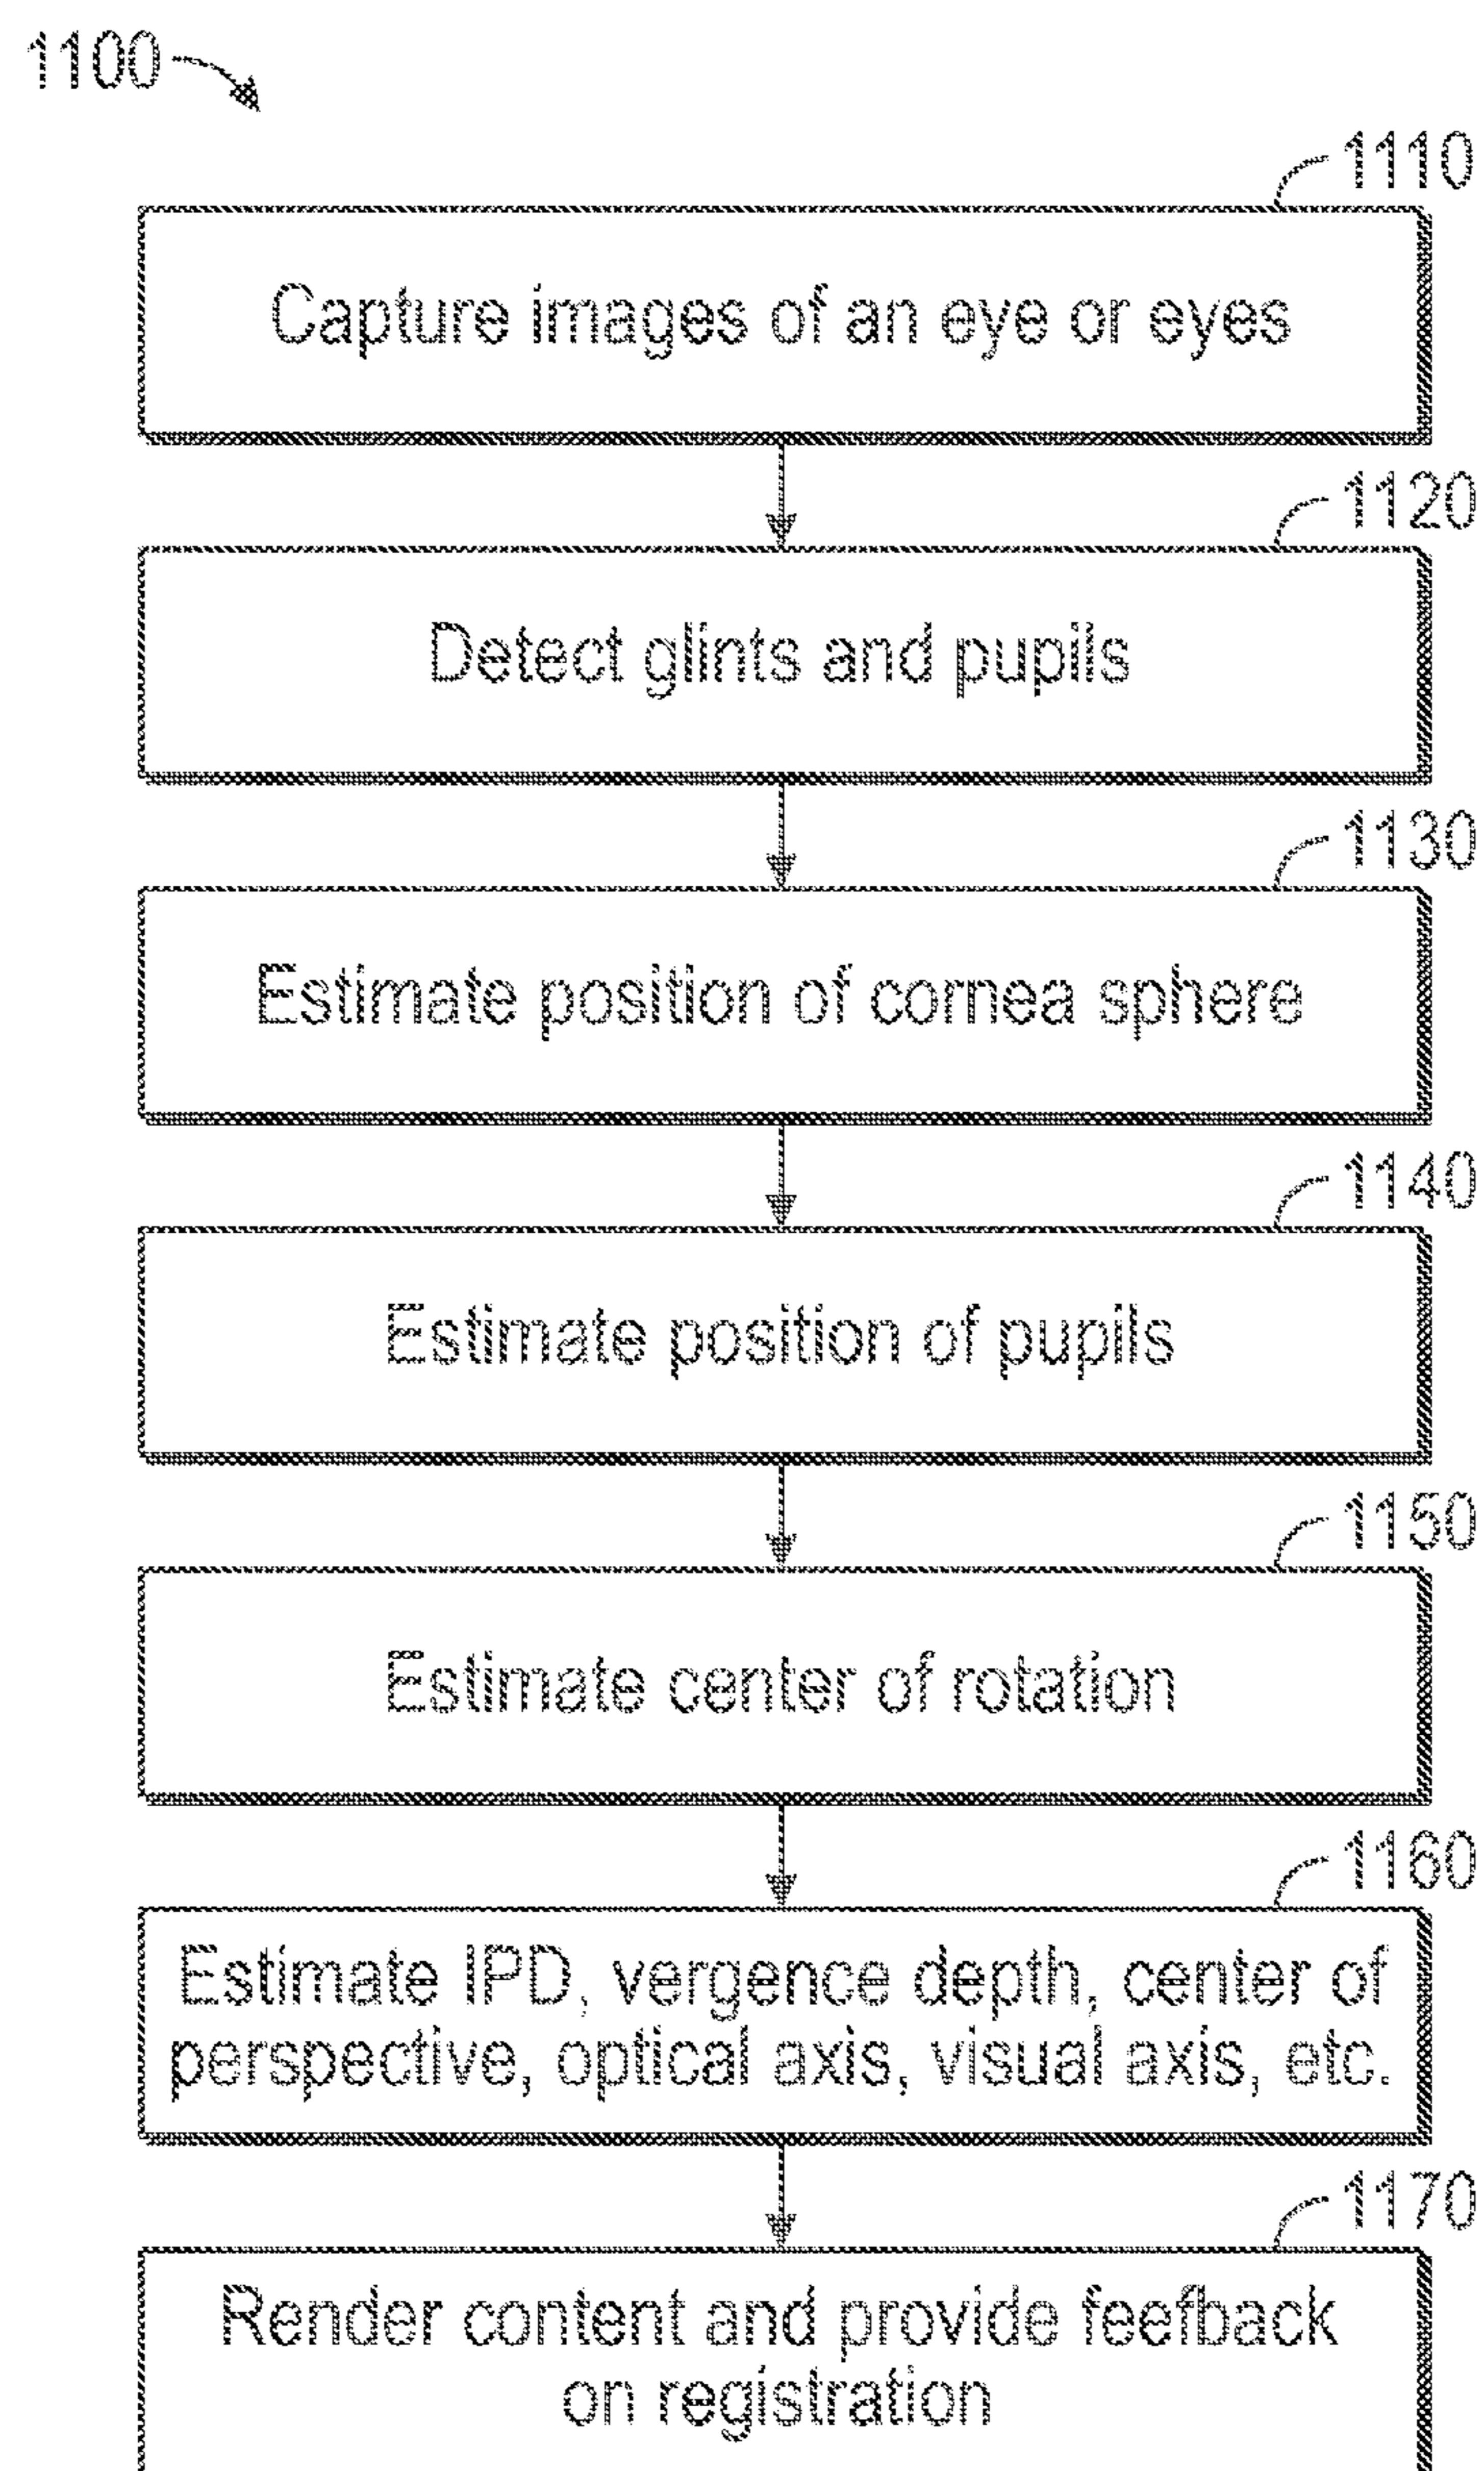 1100
1110
Capture images of an eye or eyes
1120
Detect glints and pupils
1130
Estimate position of cornea sphere
1140
Estimate position of pupils
1150
Estimate center of rotation
1160
Estimate IPD, vergence depth, center of
perspective, optical axis, visual axis, etc.
1170
Render content and provide feefback
on registration